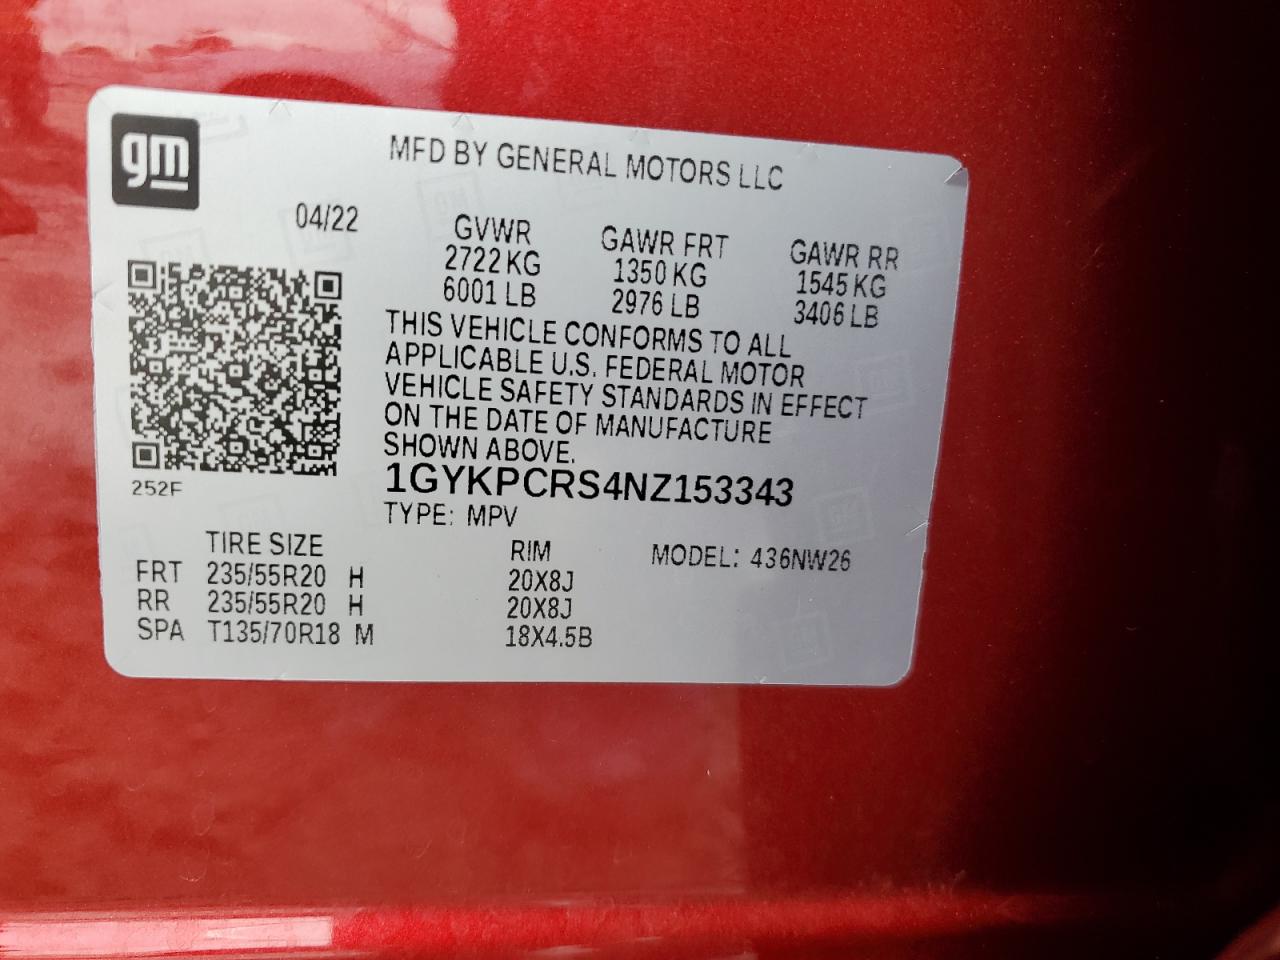 gm
MFD BY GENERAL MOTORS LLC
04/22
GVWR GAWR FRT GAWR RR
2722 KG 1350 KG 1545 KG
6001 LB 2976 LB 3406 LB
THIS VEHICLE CONFORMS TO ALL
APPLICABLE U.S. FEDERAL MOTOR
VEHICLE SAFETY STANDARDS IN EFFECT
ON THE DATE OF MANUFACTURE
SHOWN ABOVE.
1GYKPCRS4NZ153343
252F
TYPE: MPV
TIRE SIZE RIM MODEL: 436NW26
FRT 235/55R20 H 20X8J
RR 235/55R20 H 20X8J
SPA T135/70R18 M 18X4.5B